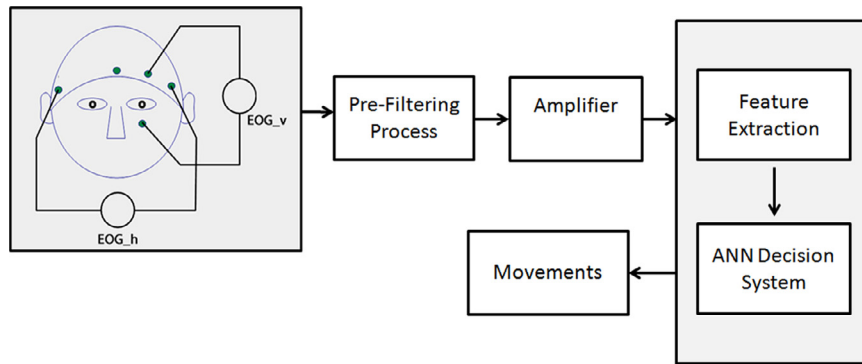 EOG_v
EOG_h
Pre-Filtering
Process
Amplifier
Feature
Extraction
ANN Decision
System
Movements